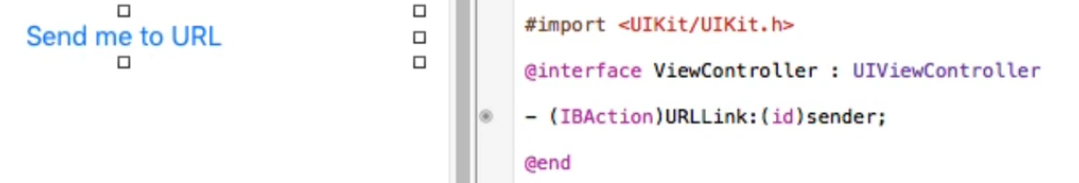 Send me to URL
#import <UIKit/UIKit.h>
@interface ViewController : UIViewController
- (IBAction)URLLink:(id)sender;
@end